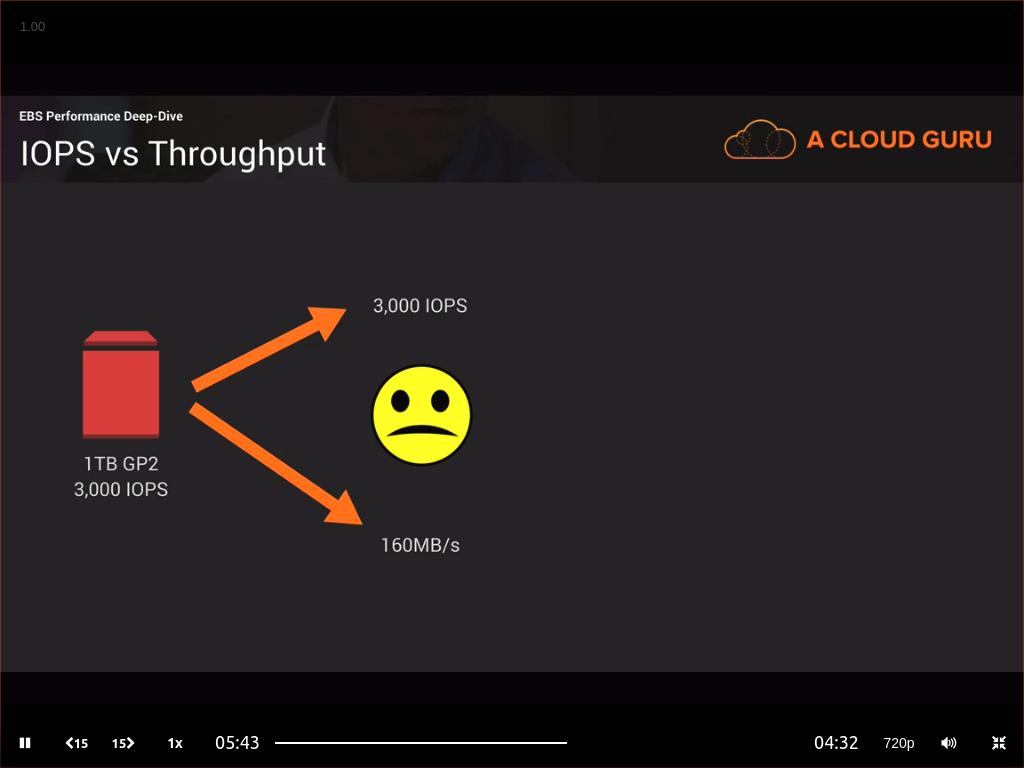 1.00
EBS Performance Deep-Dive
IOPS vs Throughput
A CLOUD GURU
3,000 IOPS
1TB GP2
3,000 IOPS
160MB/s
15
15
1x
05:43
04:32
720p